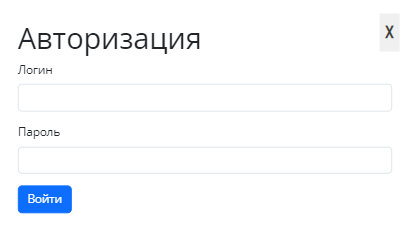 Авторизация
X
Логин
Пароль
Войти